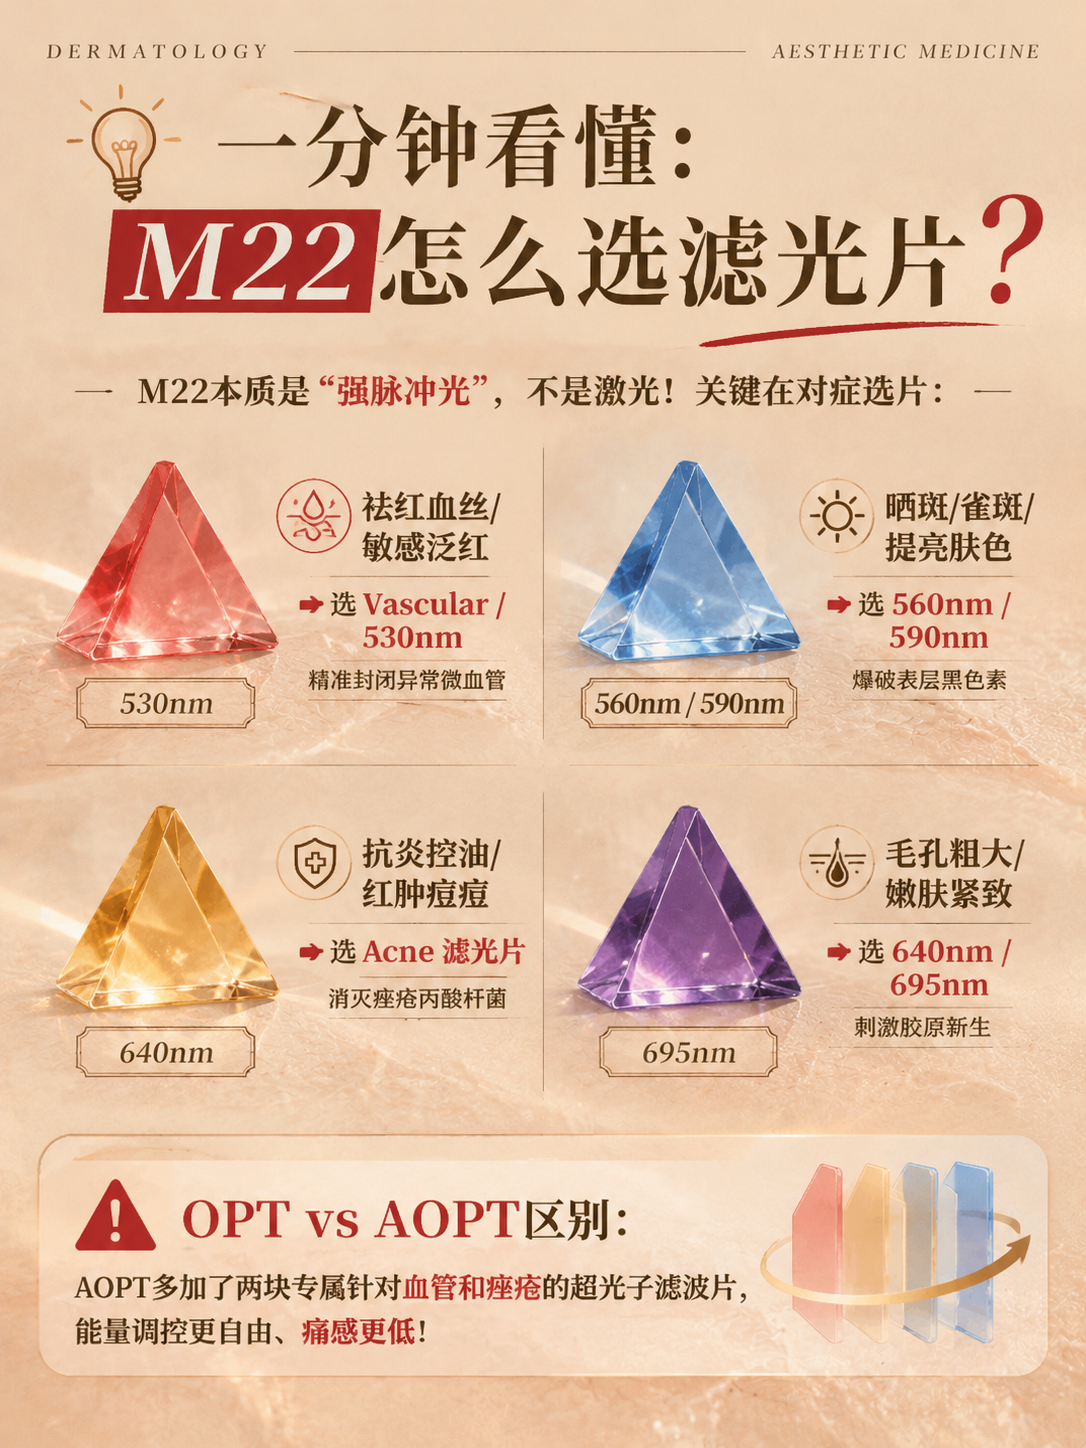 DERMATOLOGY
AESTHETIC MEDICINE
一分钟看懂：
M22怎么选滤光片？
M22本质是“强脉冲光”，不是激光！关键在对症选片：
祛红血丝/
敏感泛红
选 Vascular /
530nm
精准封闭异常微血管
530nm
晒斑/雀斑/
提亮肤色
选 560nm /
590nm
爆破表层黑色素
560nm / 590nm
抗炎控油/
红肿痘痘
选 Acne 滤光片
消灭痤疮丙酸杆菌
640nm
毛孔粗大/
嫩肤紧致
选 640nm /
695nm
刺激胶原新生
695nm
OPT vs AOPT区别：
AOPT多加了两块专属针对血管和痤疮的超光子滤波片，
能量调控更自由、痛感更低！